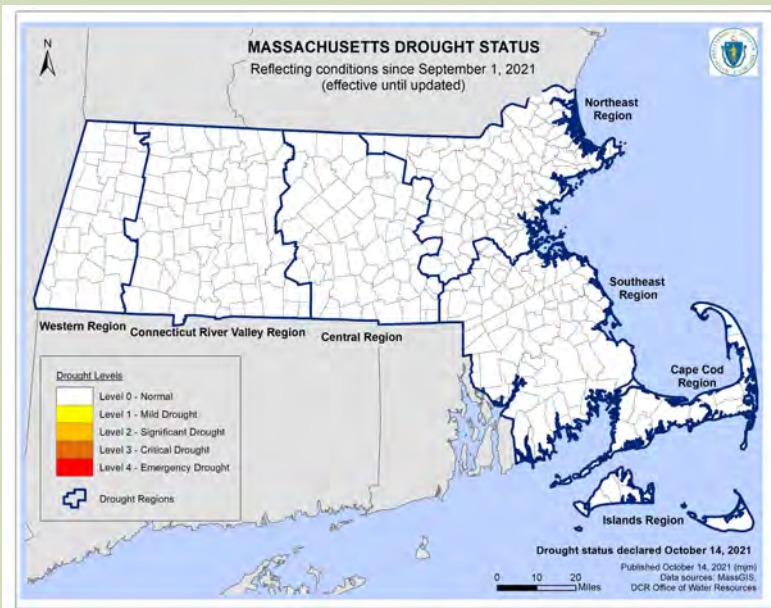 N
MASSACHUSETTS DROUGHT STATUS
Reflecting conditions since September 1, 2021
(effective until updated)
Northeast
Region
Southeast
Region
Western Region
Connecticut River Valley Region
Central Region
Cape Cod
Region
Drought Levels
Level 0 - Normal
Level 1 - Mild Drought
Level 2 - Significant Drought
Level 3 - Critical Drought
Level 4 - Emergency Drought
Drought Regions
Islands Region
Drought status declared October 14, 2021
Published October 14, 2021 (mjm)
Data sources: MassGIS,
DCR Office of Water Resources
0 10 20
Miles